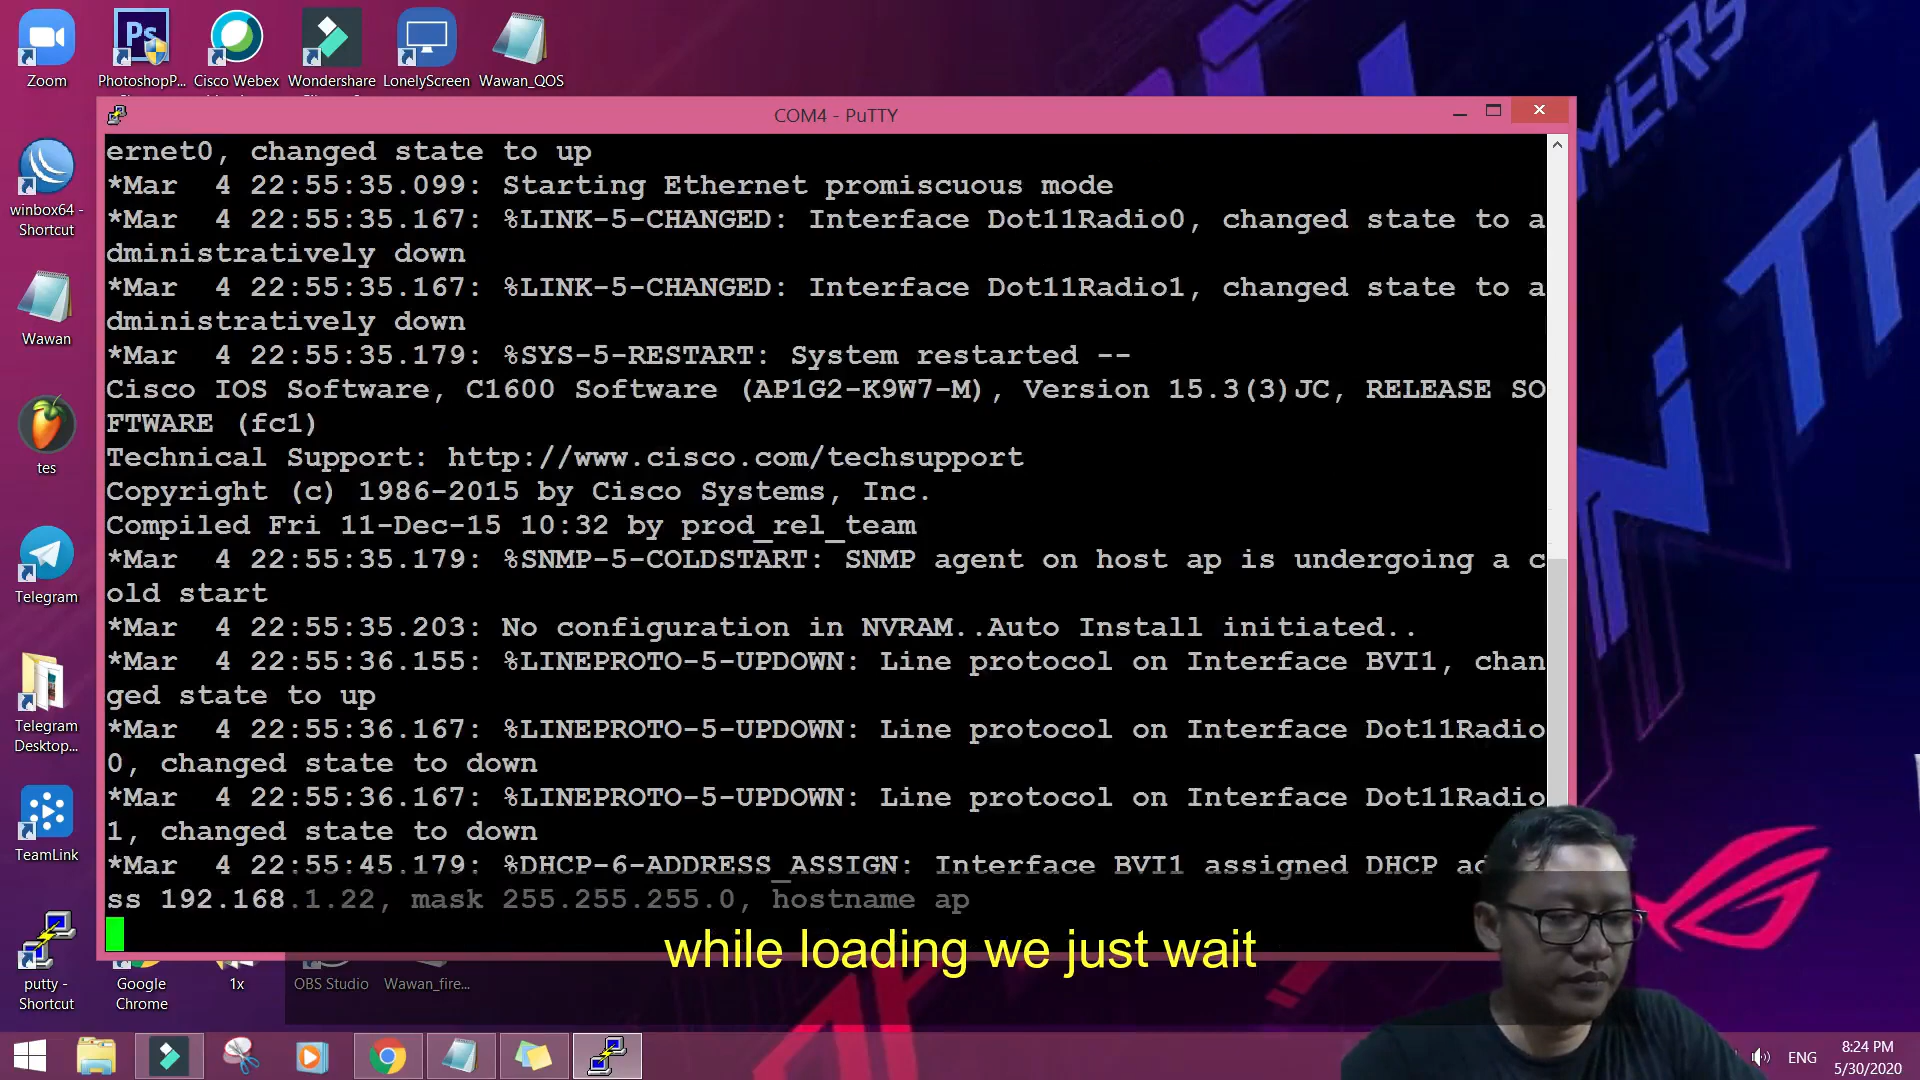 Zoom
PhotoshopP...
Cisco Webex
Wondershare
LonelyScreen
Wawan_QOS
winbox64 -
Shortcut
Wawan
tes
Telegram
Telegram
Desktop...
TeamLink
putty -
Shortcut
Google
Chrome
1x
OBS Studio
Wawan_fire...
COM4 - PuTTY
ernet0, changed state to up
*Mar  4 22:55:35.099: Starting Ethernet promiscuous mode
*Mar  4 22:55:35.167: %LINK-5-CHANGED: Interface Dot11Radio0, changed state to a
dministratively down
*Mar  4 22:55:35.167: %LINK-5-CHANGED: Interface Dot11Radio1, changed state to a
dministratively down
*Mar  4 22:55:35.179: %SYS-5-RESTART: System restarted --
Cisco IOS Software, C1600 Software (AP1G2-K9W7-M), Version 15.3(3)JC, RELEASE SO
FTWARE (fc1)
Technical Support: http://www.cisco.com/techsupport
Copyright (c) 1986-2015 by Cisco Systems, Inc.
Compiled Fri 11-Dec-15 10:32 by prod_rel_team
*Mar  4 22:55:35.179: %SNMP-5-COLDSTART: SNMP agent on host ap is undergoing a c
old start
*Mar  4 22:55:35.203: No configuration in NVRAM..Auto Install initiated..
*Mar  4 22:55:36.155: %LINEPROTO-5-UPDOWN: Line protocol on Interface BVI1, chan
ged state to up
*Mar  4 22:55:36.167: %LINEPROTO-5-UPDOWN: Line protocol on Interface Dot11Radio
0, changed state to down
*Mar  4 22:55:36.167: %LINEPROTO-5-UPDOWN: Line protocol on Interface Dot11Radio
1, changed state to down
*Mar  4 22:55:45.179: %DHCP-6-ADDRESS_ASSIGN: Interface BVI1 assigned DHCP ad
ss 192.168.1.22, mask 255.255.255.0, hostname ap
while loading we just wait
ENG
8:24 PM
5/30/2020